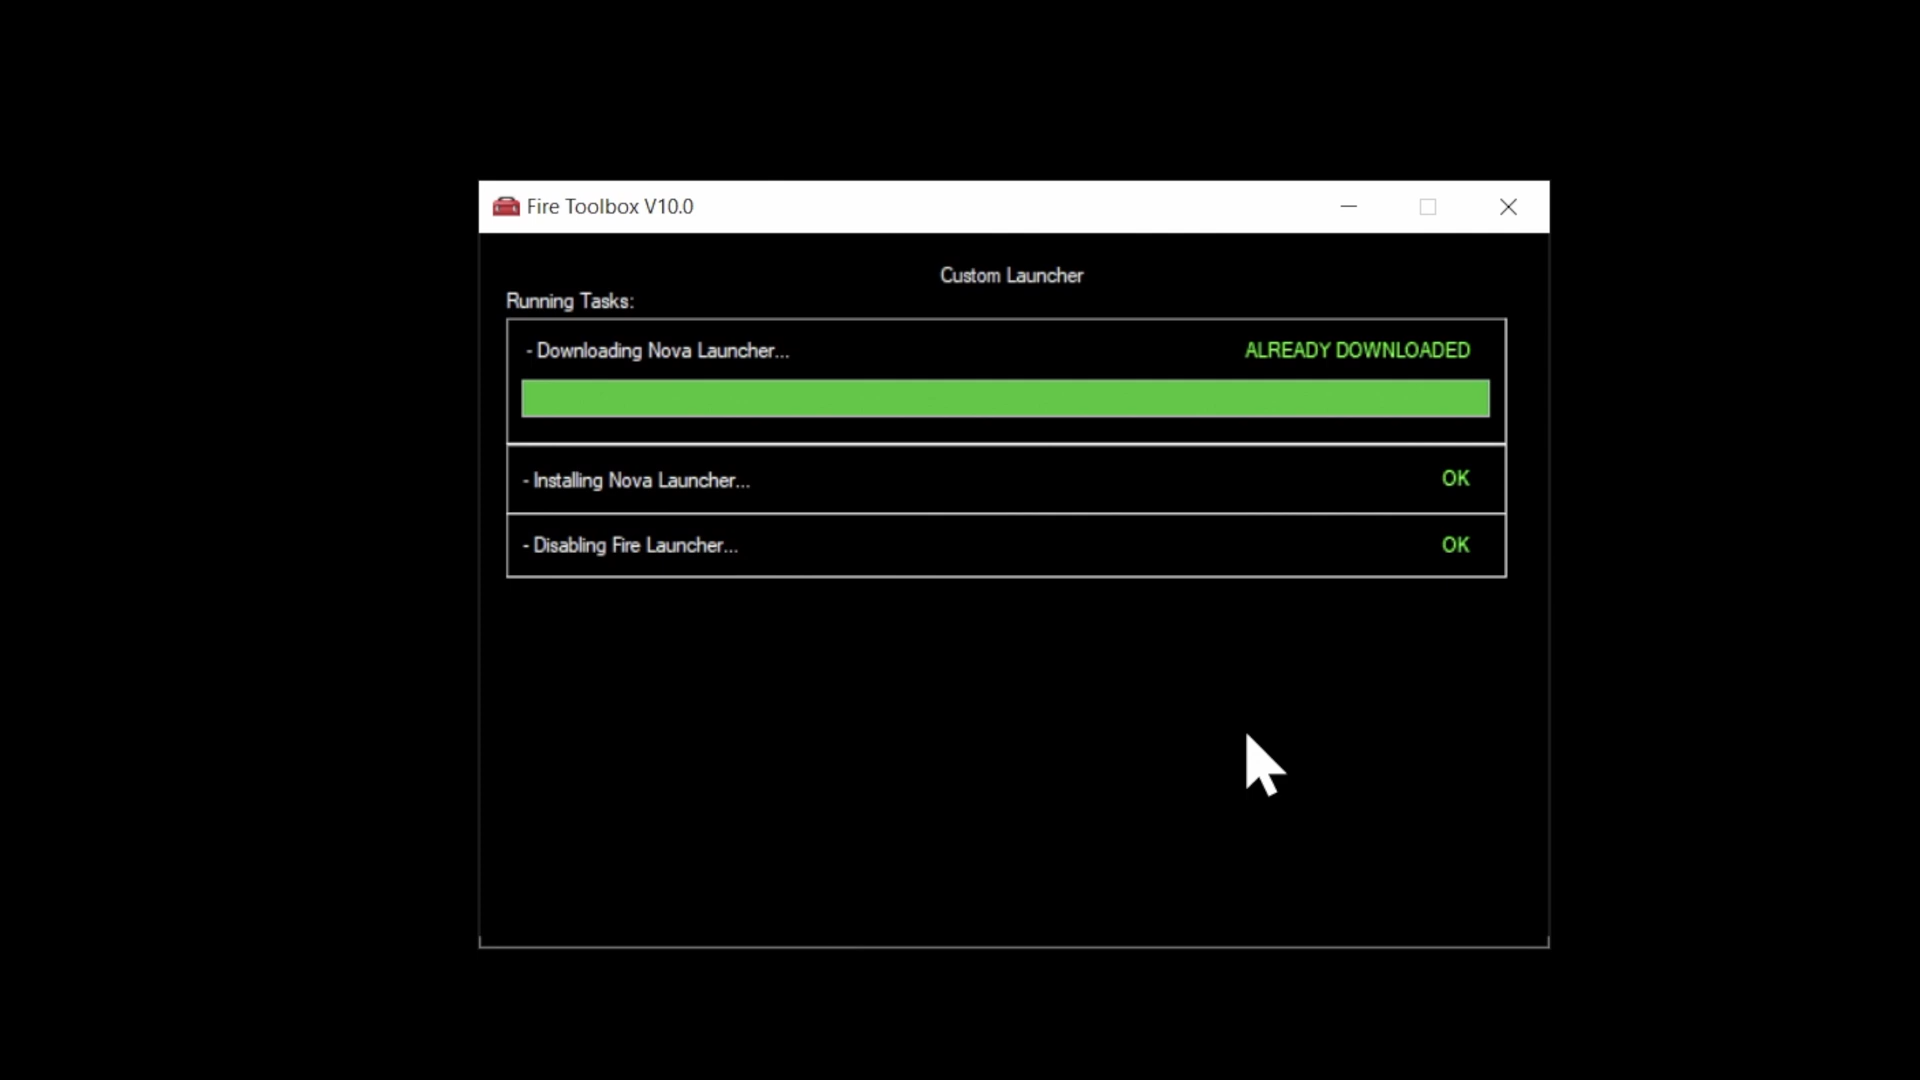 Fire Toolbox V10.0
Custom Launcher
Running Tasks:
- Downloading Nova Launcher... ALREADY DOWNLOADED
- Installing Nova Launcher... OK
- Disabling Fire Launcher... OK